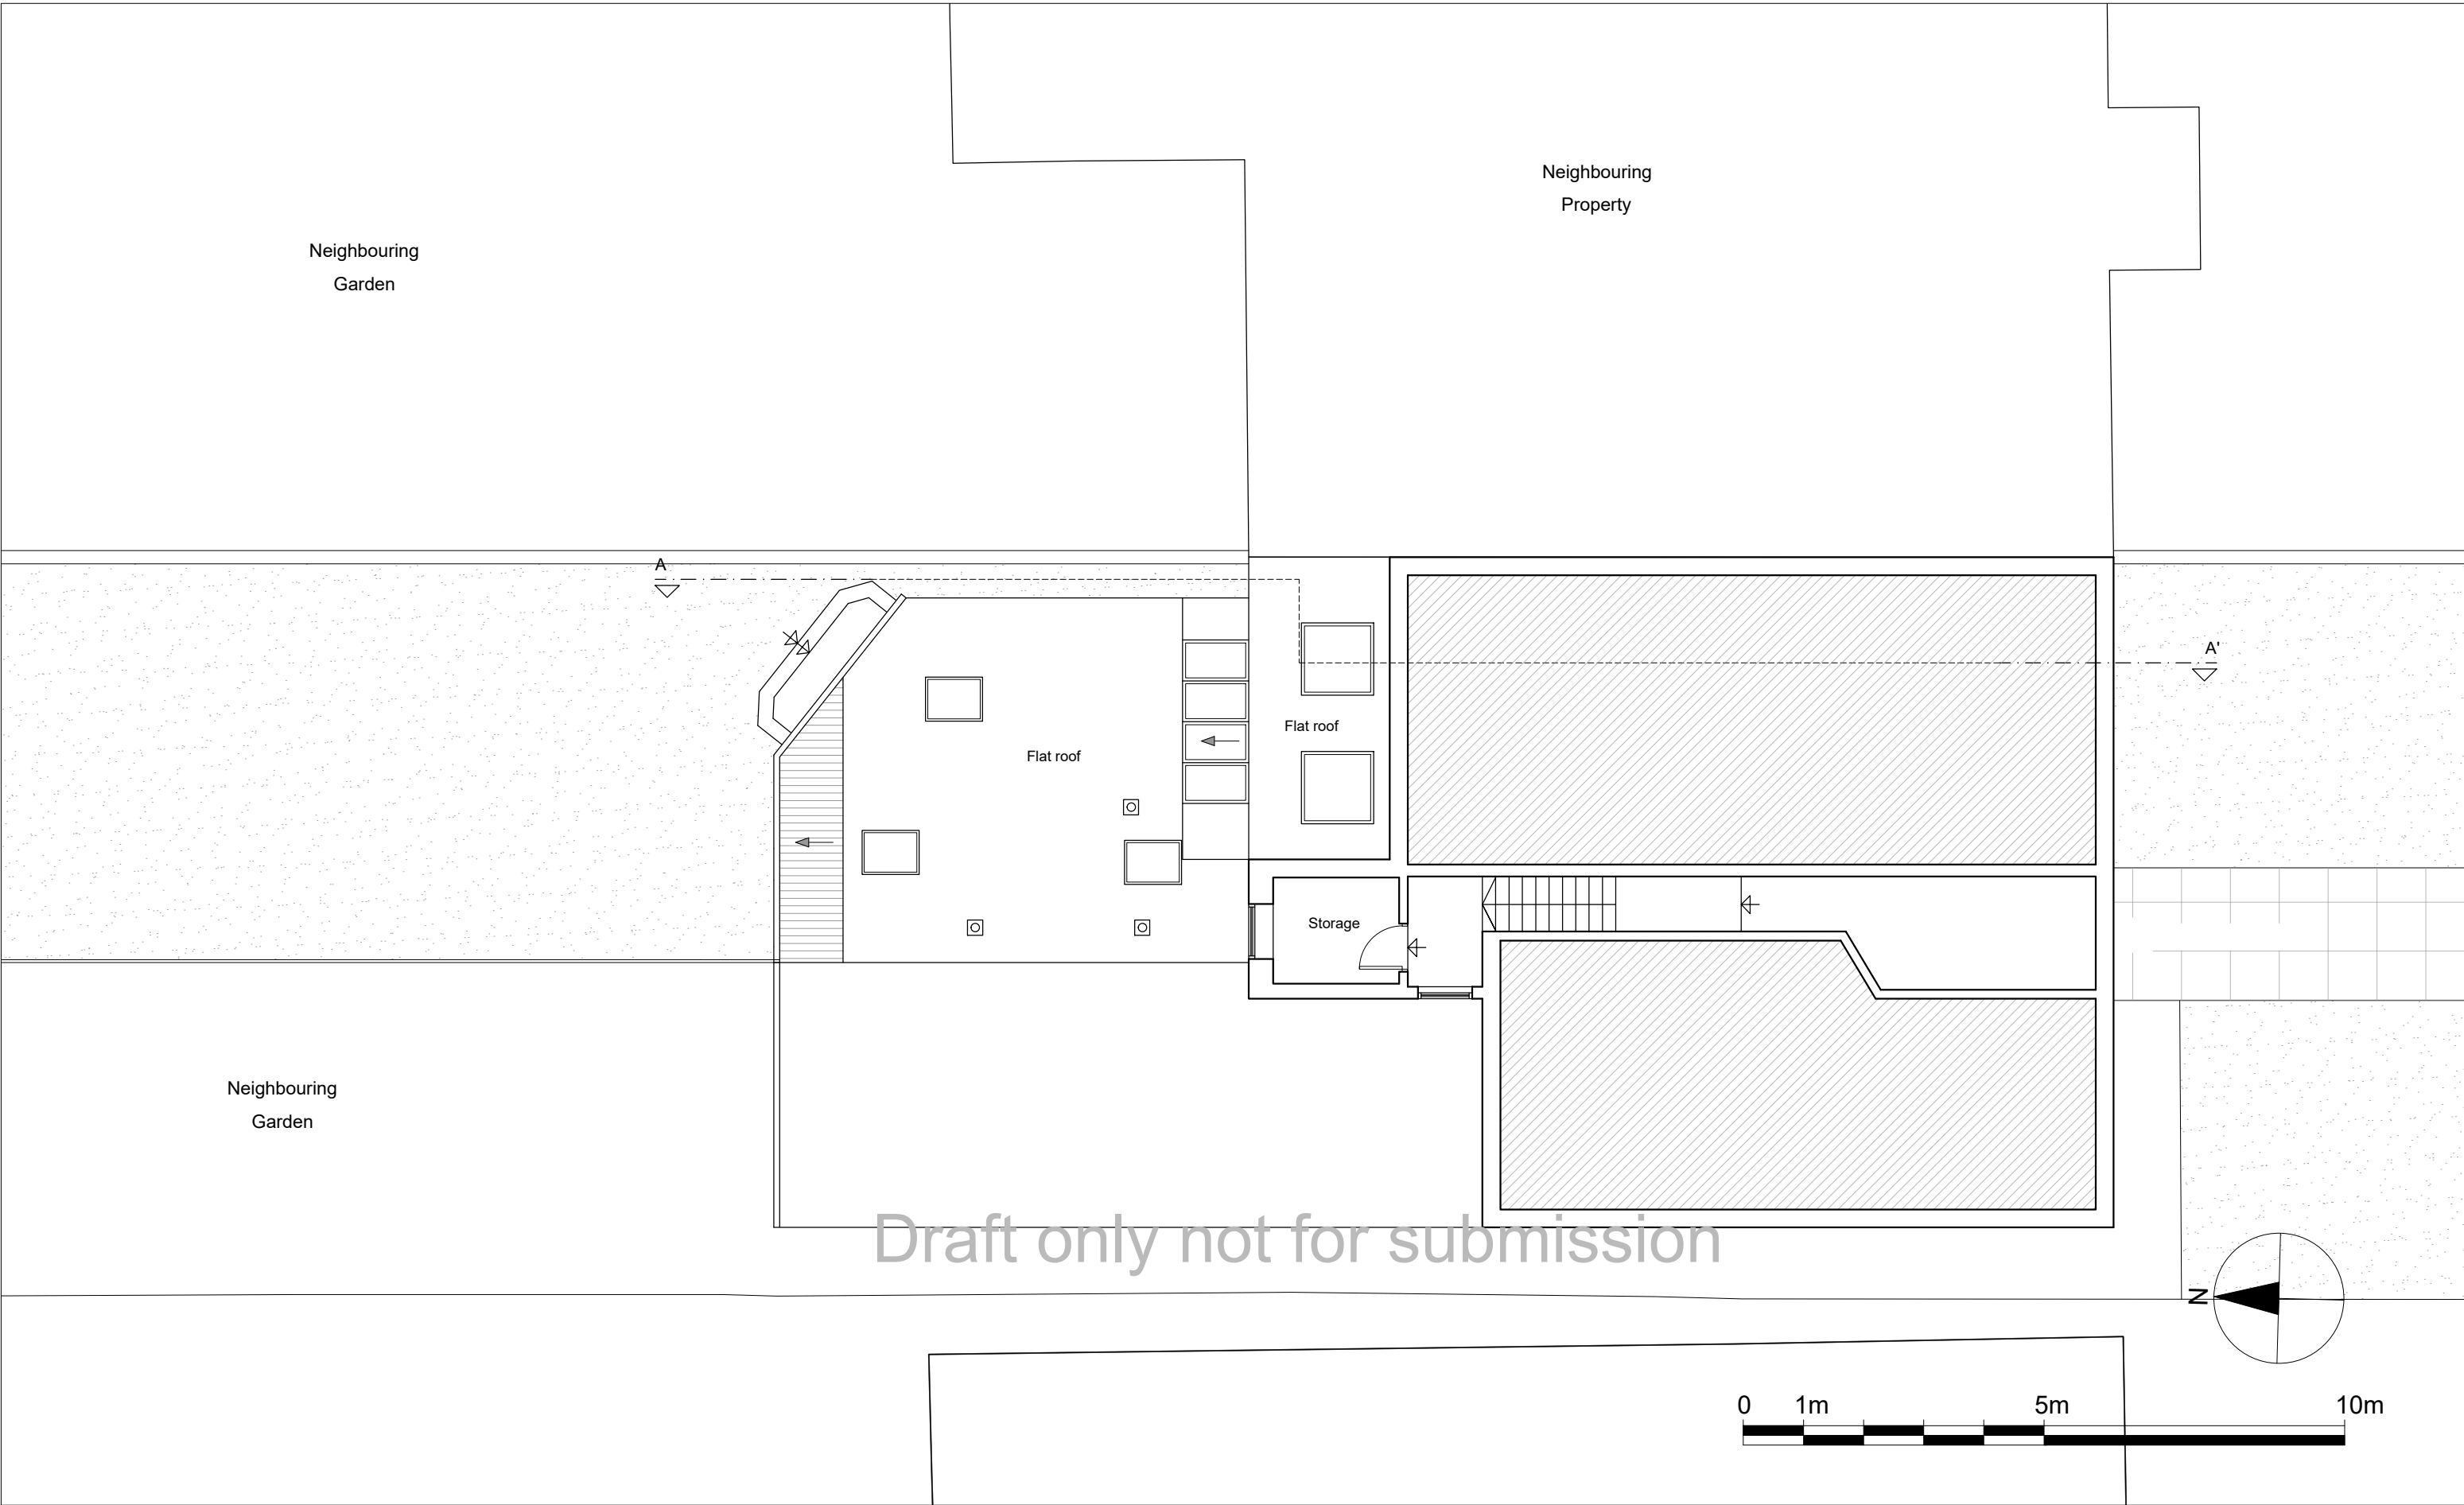 Neighbouring
Property
Neighbouring
Garden
A
A'
Flat roof
Flat roof
Storage
Neighbouring
Garden
Draft only not for submission
N
0 1m 5m 10m